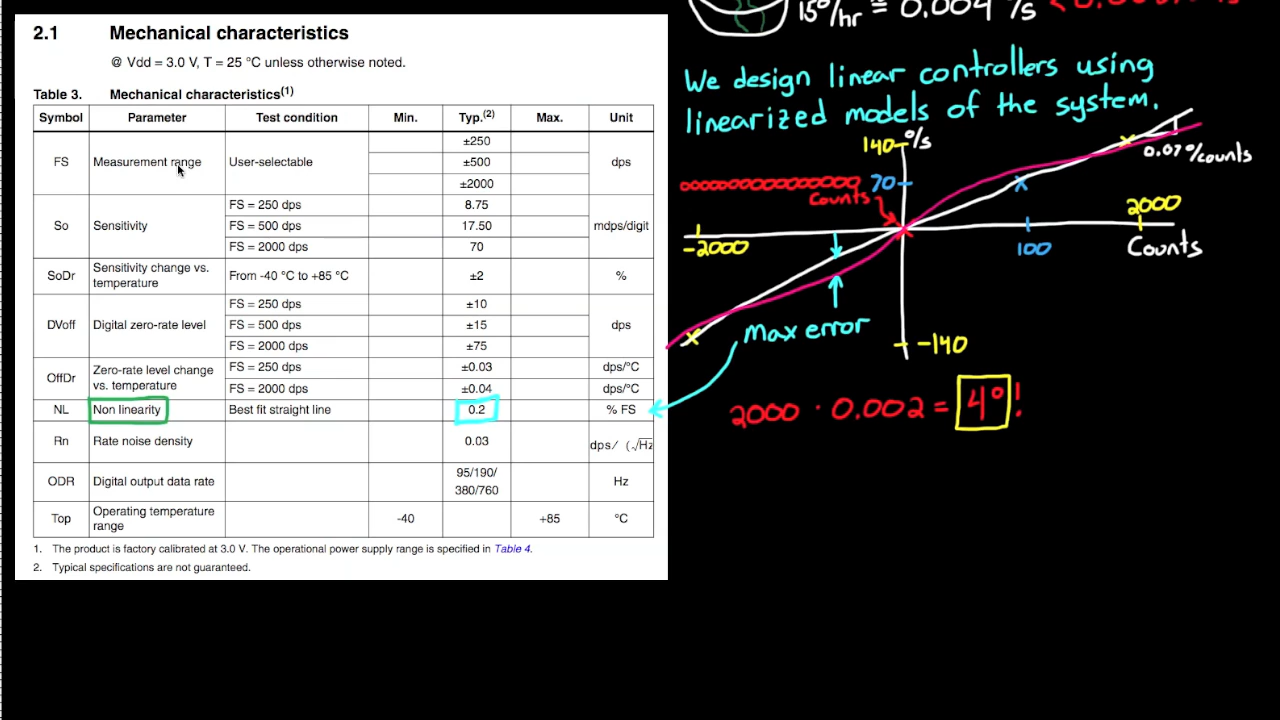 2.1 Mechanical characteristics
@ Vdd = 3.0 V, T = 25 °C unless otherwise noted.
Table 3. Mechanical characteristics(1)
Symbol Parameter Test condition Min. Typ.(2) Max. Unit
FS Measurement range User-selectable ±250 dps
±500
±2000
So Sensitivity FS = 250 dps 8.75 mdps/digit
FS = 500 dps 17.50
FS = 2000 dps 70
SoDr Sensitivity change vs. temperature From -40 °C to +85 °C ±2 %
DVoff Digital zero-rate level FS = 250 dps ±10 dps
FS = 500 dps ±15
FS = 2000 dps ±75
OffDr Zero-rate level change vs. temperature FS = 250 dps ±0.03 dps/°C
FS = 2000 dps ±0.04 dps/°C
NL Non linearity Best fit straight line 0.2 % FS
Rn Rate noise density 0.03 dps/ (√Hz
ODR Digital output data rate 95/190/
380/760 Hz
Top Operating temperature range -40 +85 °C
1. The product is factory calibrated at 3.0 V. The operational power supply range is specified in Table 4.
2. Typical specifications are not guaranteed.
15°/hr ≅ 0.004 °/s
We design linear controllers using
linearized models of the system.
140 °/s
0.07°/counts
70
Counts
2000
-2000
100
Counts
Max error
-140
2000 · 0.002 = 4°!